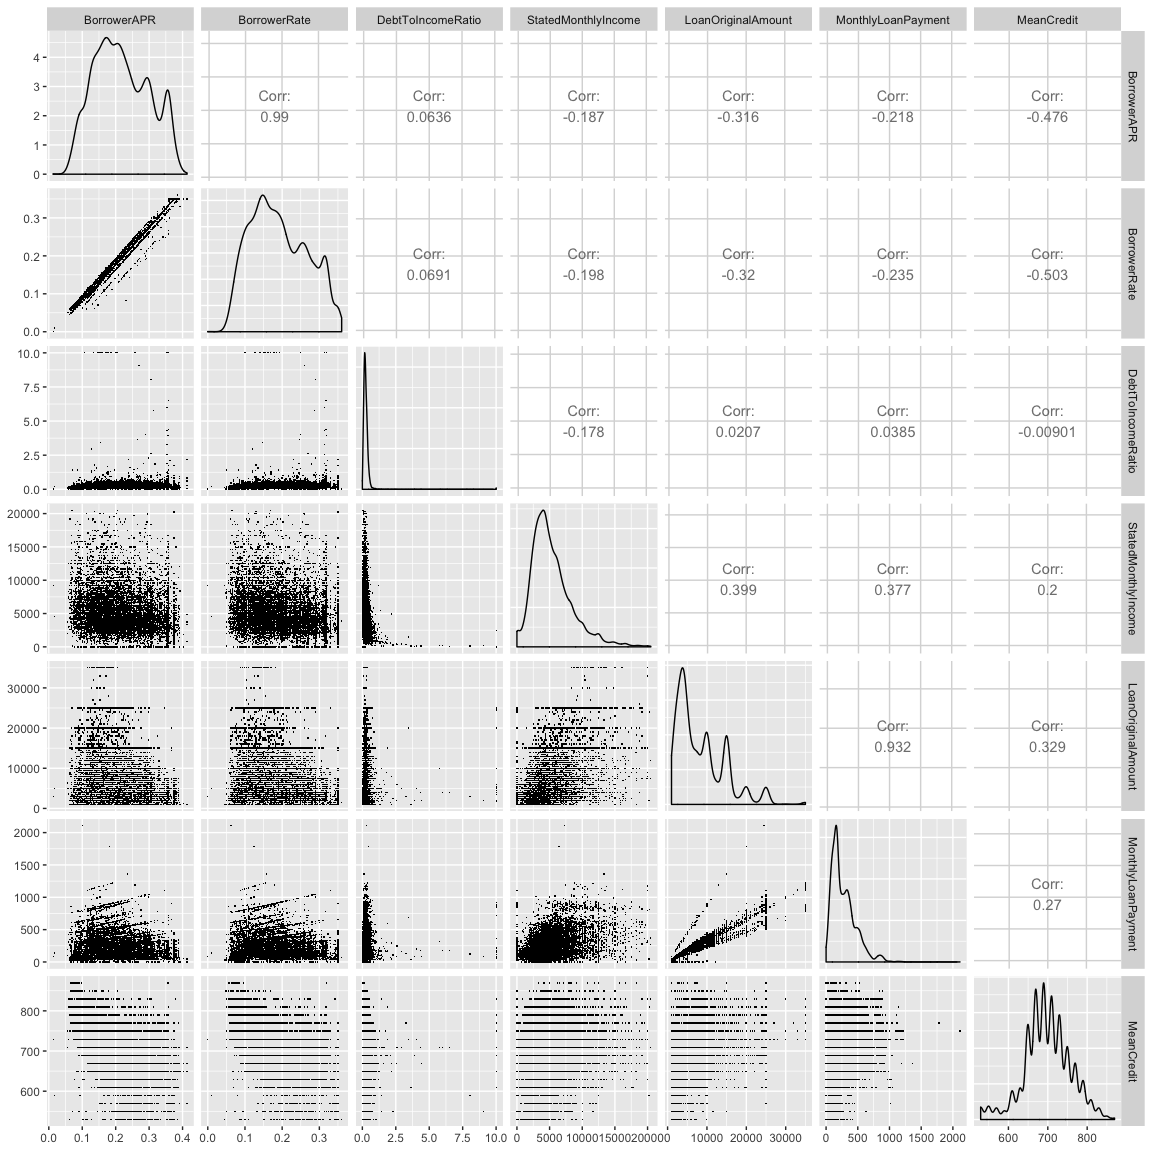 BorrowerAPR BorrowerRate DebtToIncomeRatio StatedMonthlyIncome LoanOriginalAmount MonthlyLoanPayment MeanCredit
4
3
2
1
0
Corr: Corr: Corr: Corr: Corr: Corr:
0.99 0.0636 -0.187 -0.316 -0.218 -0.476
BorrowerAPR
0.3
0.2
0.1
0.0
Corr: Corr: Corr: Corr: Corr:
0.0691 -0.198 -0.32 -0.235 -0.503
BorrowerRate
10.0
7.5
5.0
2.5
0.0
Corr: Corr: Corr: Corr:
-0.178 0.0207 0.0385 -0.00901
DebtToIncomeRatio
20000
15000
10000
5000
0
Corr: Corr: Corr:
0.399 0.377 0.2
StatedMonthlyIncome
30000
20000
10000
0
Corr: Corr:
0.932 0.329
LoanOriginalAmount
2000
1500
1000
500
0
Corr:
0.27
MonthlyLoanPayment
800
700
600
MeanCredit
0.0 0.1 0.2 0.3 0.4 0.0 0.1 0.2 0.3 0.0 2.5 5.0 7.5 10.0 0 5000 10000 15000 20000 0 10000 20000 30000 0 500 1000 1500 2000 600 700 800